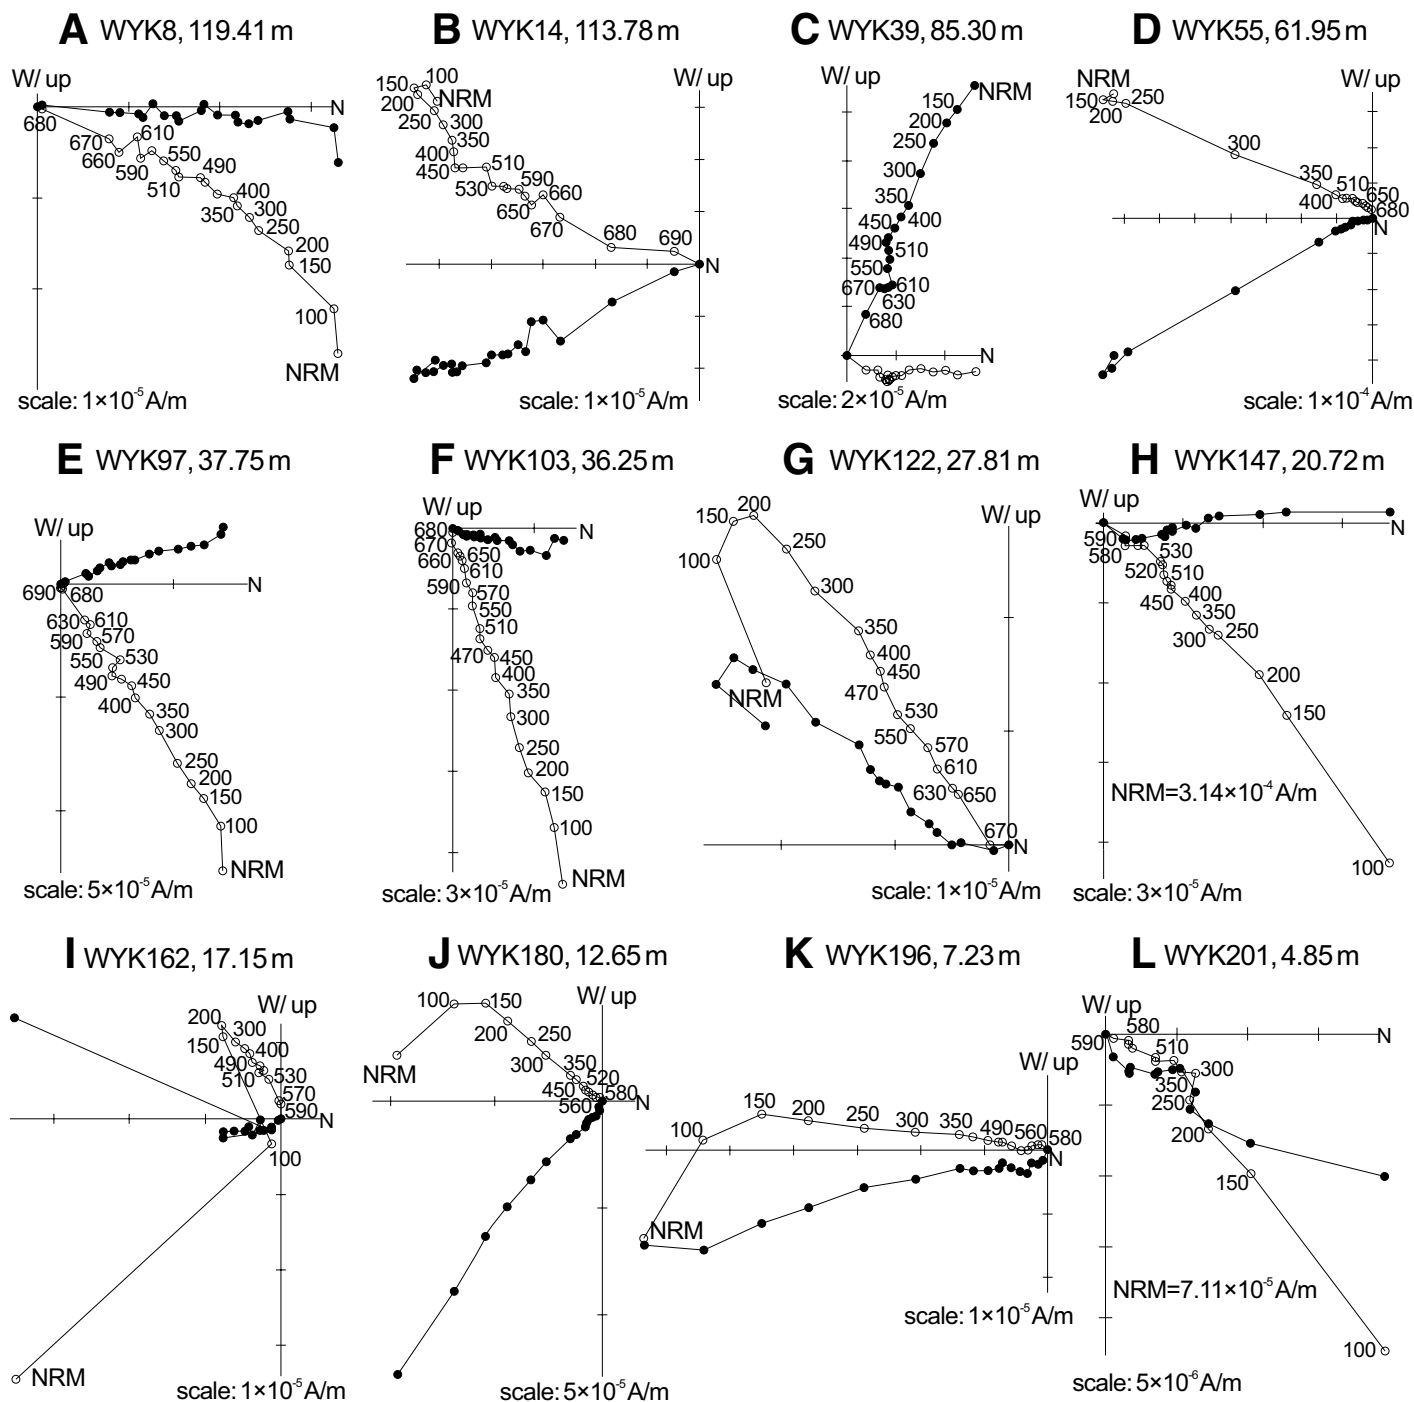 A WYK8, 119.41 m
W/ up
N
680
670
660
610
590
550
510
490
400
350
300
250
200
150
100
NRM
scale: 1×10-5 A/m
B WYK14, 113.78 m
W/ up
150
100
NRM
200
250
300
350
400
450
510
530
590
660
650
670
680
690
N
scale: 1×10-5 A/m
C WYK39, 85.30 m
W/ up
NRM
150
200
250
300
350
400
450
490
510
550
670
610
630
680
N
scale: 2×10-5 A/m
D WYK55, 61.95 m
NRM
W/ up
150
250
200
300
350
510
650
400
680
N
scale: 1×10-4 A/m
E WYK97, 37.75 m
W/ up
N
690
680
630
610
590
570
550
530
490
450
400
350
300
250
200
150
100
NRM
scale: 5×10-5 A/m
F WYK103, 36.25 m
W/ up
N
680
670
650
660
610
590
570
550
510
470
450
400
350
300
250
200
150
100
NRM
scale: 3×10-5 A/m
G WYK122, 27.81 m
W/ up
200
150
100
250
300
350
400
450
470
NRM
530
550
570
610
630
650
670
N
scale: 1×10-5 A/m
H WYK147, 20.72 m
W/ up
N
590
580
530
520
510
450
400
350
300
250
200
150
NRM=3.14×10-4 A/m
100
scale: 3×10-5 A/m
I WYK162, 17.15 m
W/ up
200
300
150
400
490
510
530
570
590
N
100
NRM
scale: 1×10-5 A/m
J WYK180, 12.65 m
W/ up
100
150
200
250
300
350
NRM
520
450
580
560
N
scale: 5×10-5 A/m
K WYK196, 7.23 m
W/ up
150
200
250
300
350
490
560
580
100
N
NRM
scale: 1×10-5 A/m
L WYK201, 4.85 m
W/ up
N
580
590
510
300
350
250
200
150
NRM=7.11×10-5 A/m
100
scale: 5×10-6 A/m